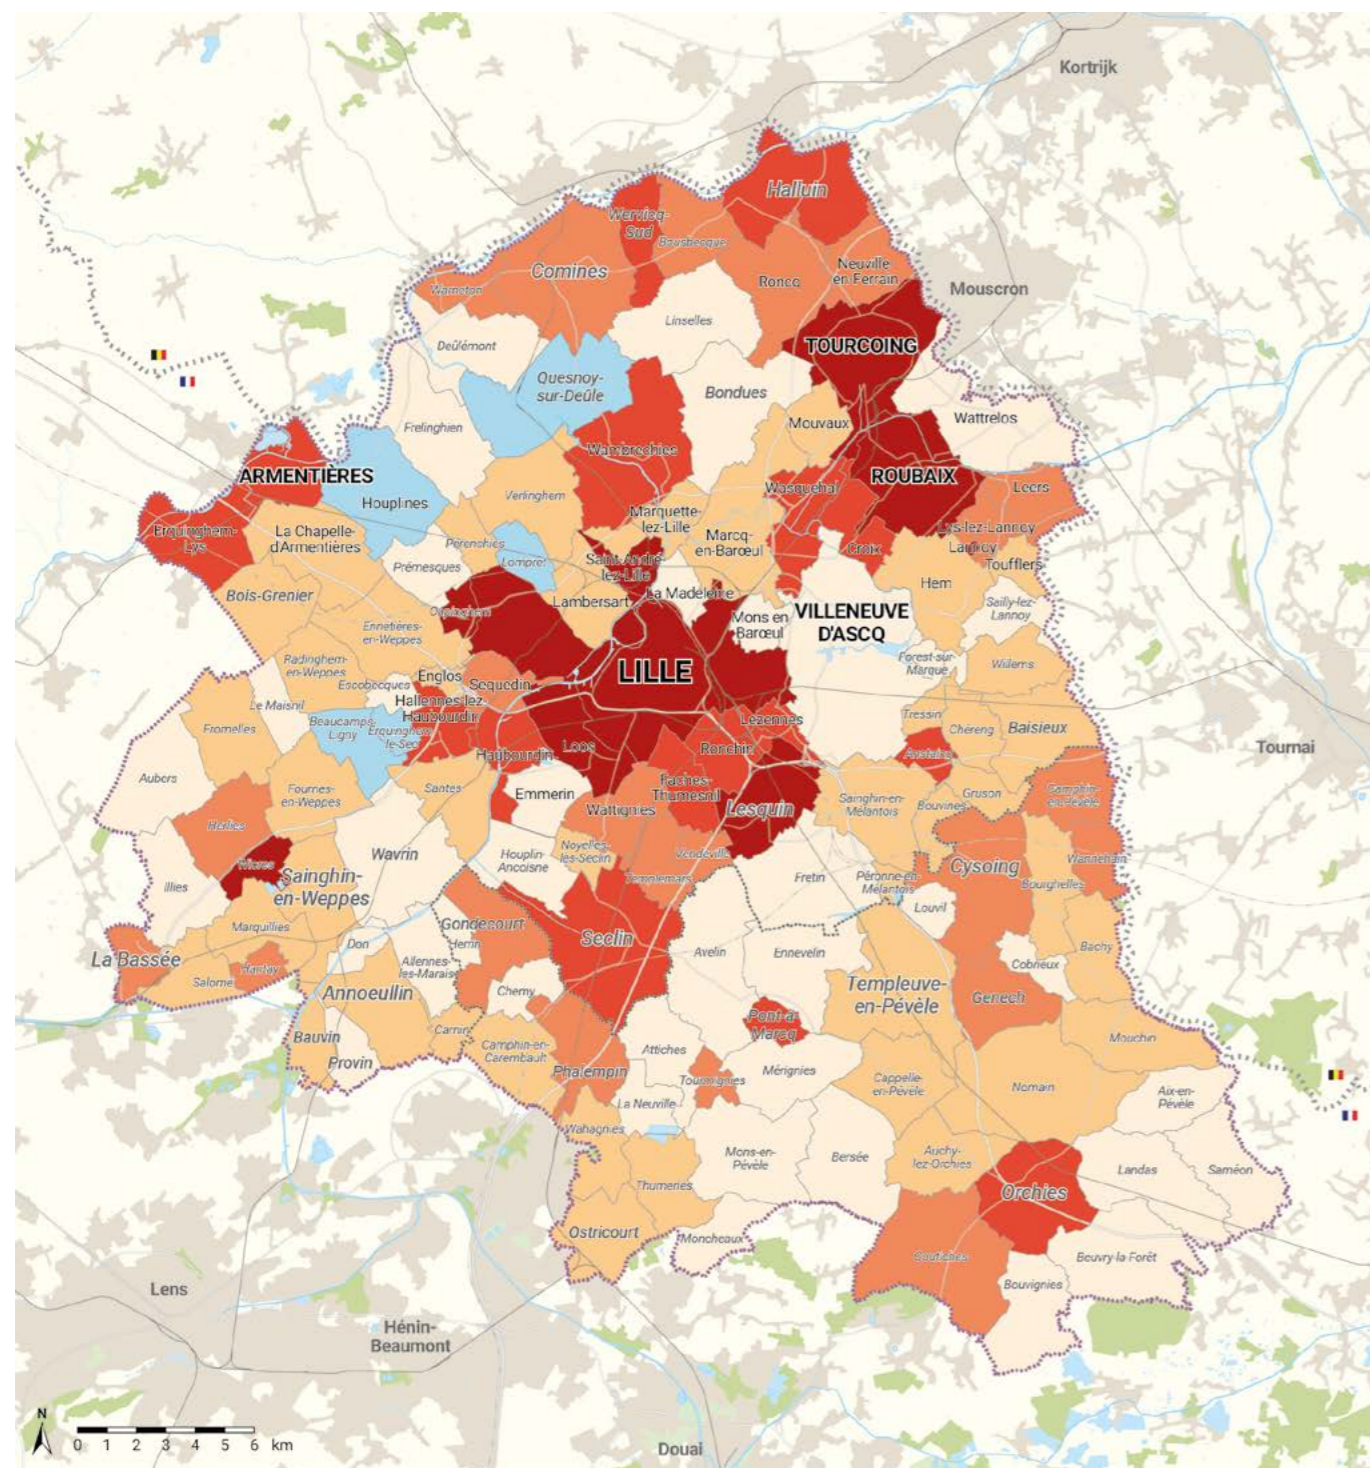 Kortrijk
Halluin
Wervicq-
Sud
Bousbecque
Comines
Warneton
Roncq
Neuville
en-Ferrain
Mouscron
Linselles
TOURCOING
Deûlémont
Quesnoy-
sur-Deûle
Bondues
Mouvaux
Wattrelos
Frelinghien
Wambrechies
ARMENTIÈRES
Houplines
Wasquehal
ROUBAIX
Leers
Verlinghem
Marquette-
lez-Lille
Erquinghem-
Lys
La Chapelle-
d'Armentières
Pérenchies
Prémesques
Lompret
Marcq-
en-Barœul
Lys-lez-Lannoy
Lannoy
Croix
Toufflers
Saint-André-
lez-Lille
La Madeleine
Hem
Bois-Grenier
Capinghem
Lambersart
Mons en
Barœul
VILLENEUVE
D'ASCQ
Sailly-lez-
Lannoy
Ennetières-
en-Weppes
Radinghem-
en-Weppes
Englos
Escobecques
Sequedin
LILLE
Forest-sur-
Marque
Willems
Le Maisnil
Hallennes-lez-
Haubourdin
Fromelles
Beaucamps-
Ligny
Erquinghem-
le-Sec
Haubourdin
Loos
Lezennes
Ronchin
Tressin
Chéreng
Baisieux
Anstaing
Tournai
Aubers
Fournes-
en-Weppes
Santes
Emmerin
Faches-
Thumesnil
Wattignies
Lesquin
Sainghin-en-
Mélantois
Gruson
Bouvines
Camphin-
en-Pévèle
Herlies
Wicres
Wavrin
Houplin-
Ancoisne
Noyelles-
les-Seclin
Vendeville
Templemars
Fretin
Péronne-en-
Mélantois
Cysoing
Wannehain
Bourghelles
Illies
Sainghin-
en-Weppes
Louvil
Marquillies
Gondecourt
Herrin
Seclin
La Bassée
Don
Allennes-
les-Marais
Avelin
Ennevelin
Bachy
Cobrieux
Salomé
Hantay
Annoeullin
Chemy
Templeuve-
en-Pévèle
Genech
Bauvin
Provin
Carnin
Camphin-en-
Carembault
Pont-à-
Marcq
Mouchin
Phalempin
Attiches
Tourmignies
Mérignies
Cappelle-
en-Pévèle
Nomain
Aix-en-
Pévèle
La Neuville
Wahagnies
Mons-en-
Pévèle
Bersée
Auchy-
lez-Orchies
Landas
Saméon
Thumeries
Orchies
Ostricourt
Moncheaux
Coutiches
Beuvry-la-Forêt
Bouvignies
Lens
Hénin-
Beaumont
Douai
N
0 1 2 3 4 5 6 km